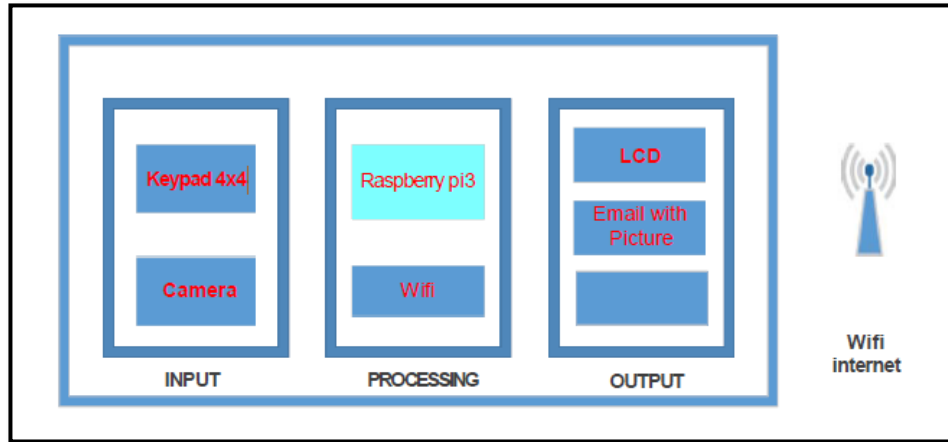 Keypad 4x4
Camera
INPUT
Raspberry pi3
Wifi
PROCESSING
LCD
Email with
Picture
OUTPUT
Wifi
internet